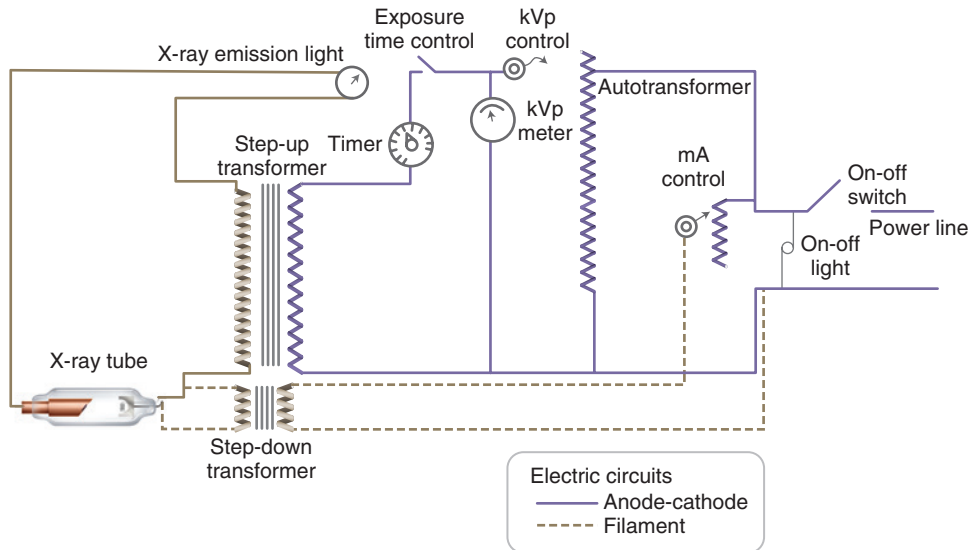 Exposure
time control
kVp
control
X-ray emission light
Autotransformer
kVp
meter
Timer
Step-up
transformer
mA
control
On-off
switch
Power line
On-off
light
X-ray tube
Step-down
transformer
Electric circuits
Anode-cathode
Filament